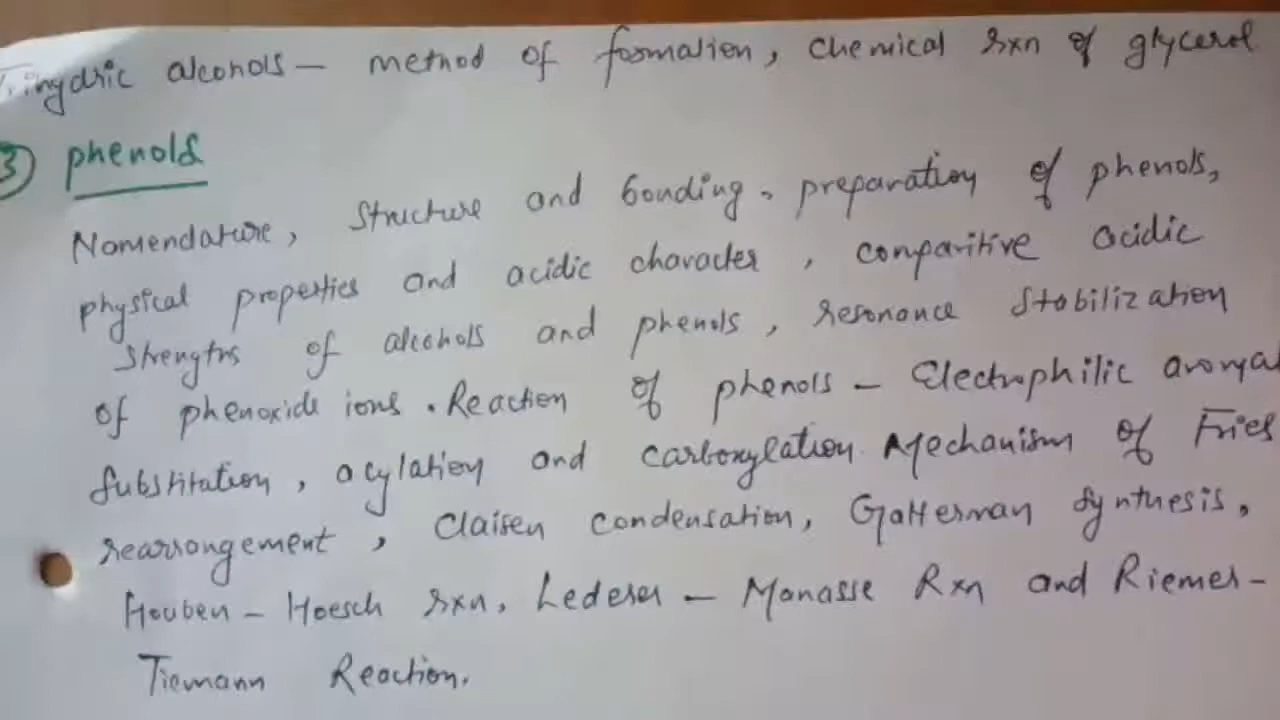 Trihydric alcohols - method of formation, chemical rxn of glycerol
3 phenols
Nomenclature, structure and bonding. preparation of phenols,
physical properties and acidic character, comparitive acidic
strengths of alcohols and phenols, resonance stabilization
of phenoxide ions. Reaction of phenols - Electrophilic aromat
substitution, acylation and carboxylation. Mechanism of Fries
rearrangement, Claisen condensation, Gatterman synthesis,
Houben - Hoesch rxn, Lederer - Manasse Rxn and Riemer -
Tiemann Reaction.